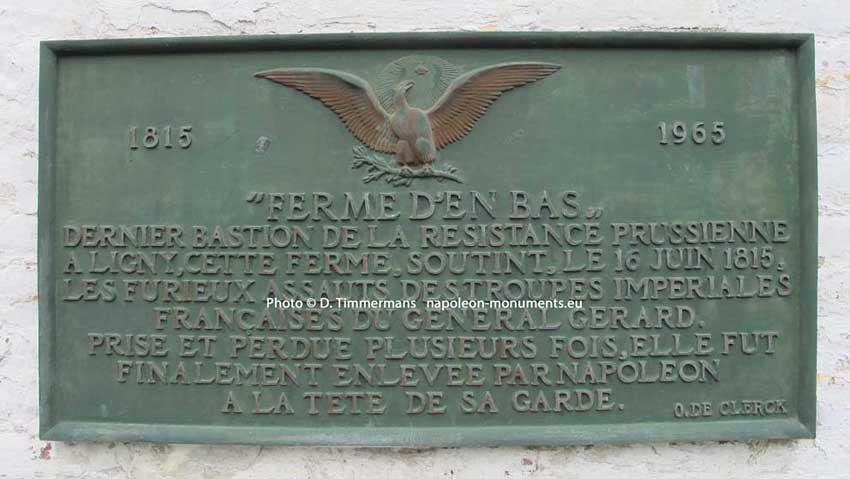 1815 1965
"FERME D'EN BAS„
DERNIER BASTION DE LA RESISTANCE PRUSSIENNE
A LIGNY, CETTE FERME, SOUTINT, LE 16 JUIN 1815,
LES FURIEUX ASSAUTS DES TROUPES IMPERIALES
Photo © D. Timmermans napoleon-monuments.eu
FRANÇAISES DU GENERAL GERARD.
PRISE ET PERDUE PLUSIEURS FOIS, ELLE FUT
FINALEMENT ENLEVEE PAR NAPOLEON
A LA TETE DE SA GARDE.
O. DE CLERCK